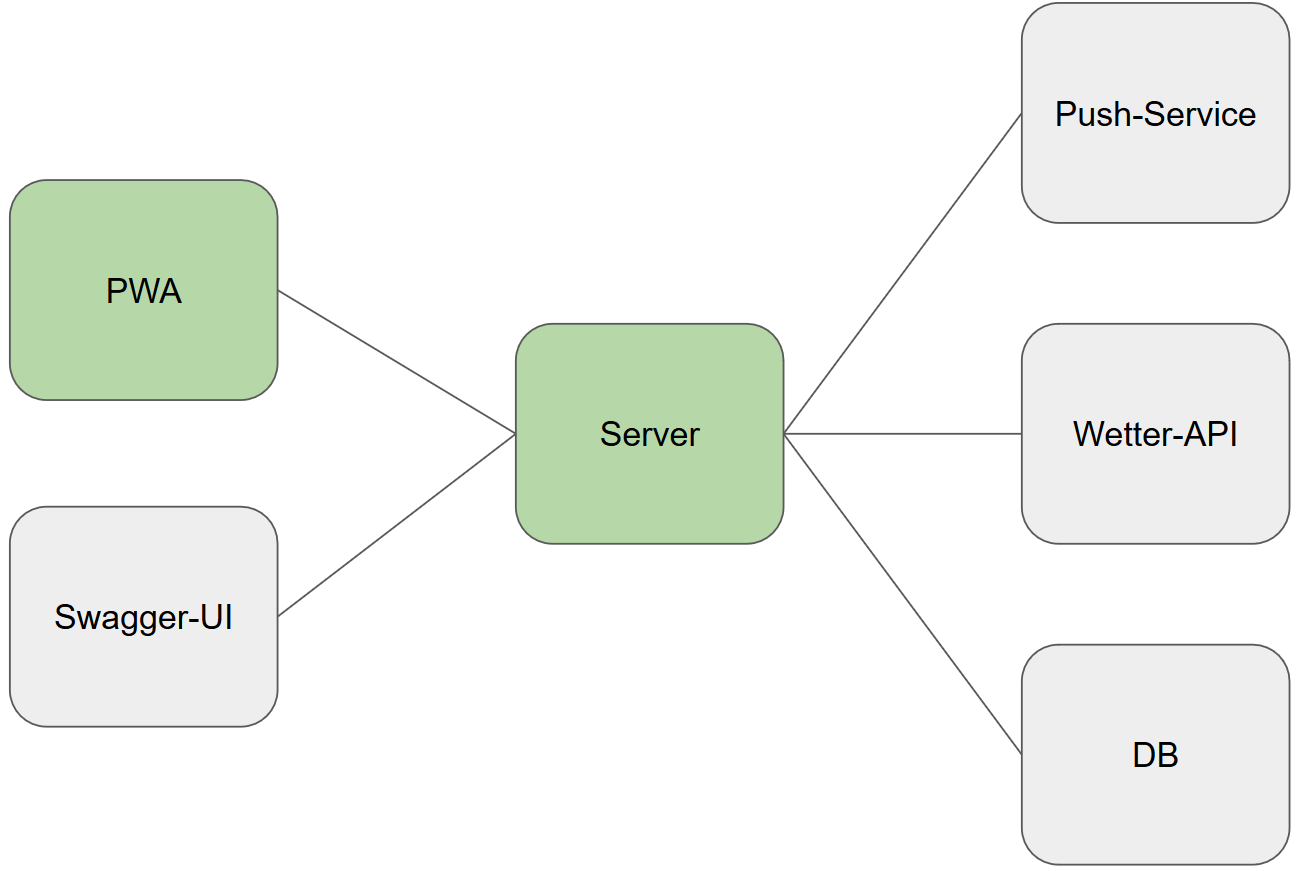 PWA
Swagger-UI
Server
Push-Service
Wetter-API
DB